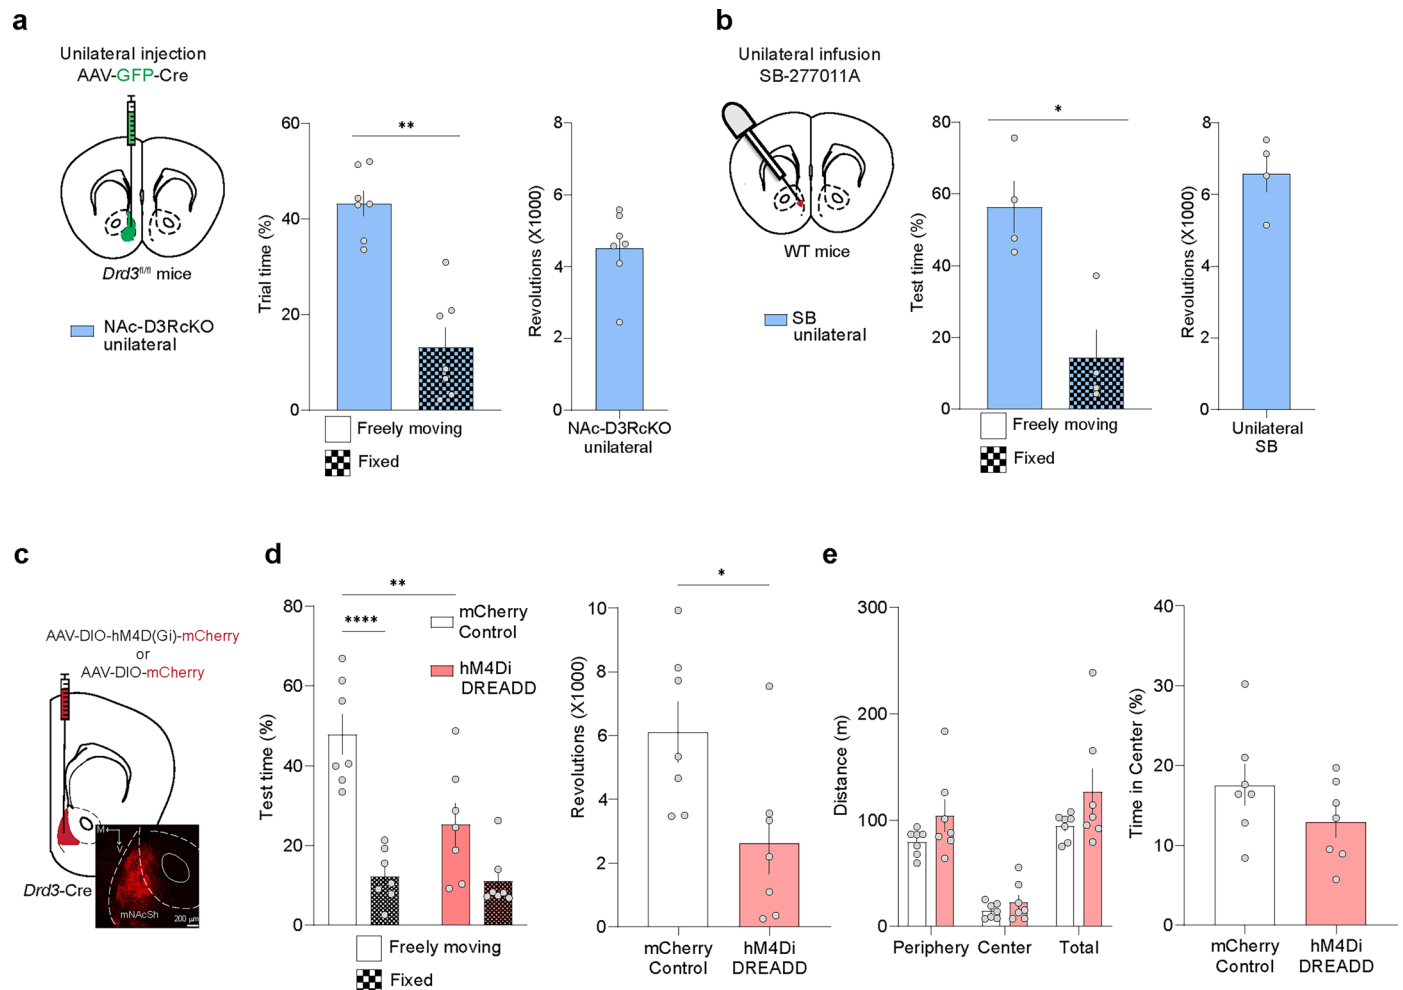 a
Unilateral injection
AAV-GFP-Cre
Drd3fl/fl mice
NAc-D3RcKO
unilateral
Trial time (%)
60
40
20
0
**
Freely moving
Fixed
Revolutions (X1000)
8
6
4
2
0
NAc-D3RcKO
unilateral
b
Unilateral infusion
SB-277011A
WT mice
SB
unilateral
Test time (%)
80
60
40
20
0
*
Freely moving
Fixed
Revolutions (X1000)
8
6
4
2
0
Unilateral
SB
c
AAV-DIO-hM4D(Gi)-mCherry
or
AAV-DIO-mCherry
Drd3-Cre
M
V
mNAcSh
200 µm
d
Test time (%)
80
60
40
20
0
**
****
mCherry
Control
hM4Di
DREADD
Freely moving
Fixed
Revolutions (X1000)
10
8
6
4
2
0
*
mCherry
Control
hM4Di
DREADD
e
Distance (m)
300
200
100
0
Periphery
Center
Total
Time in Center (%)
40
30
20
10
0
mCherry
Control
hM4Di
DREADD